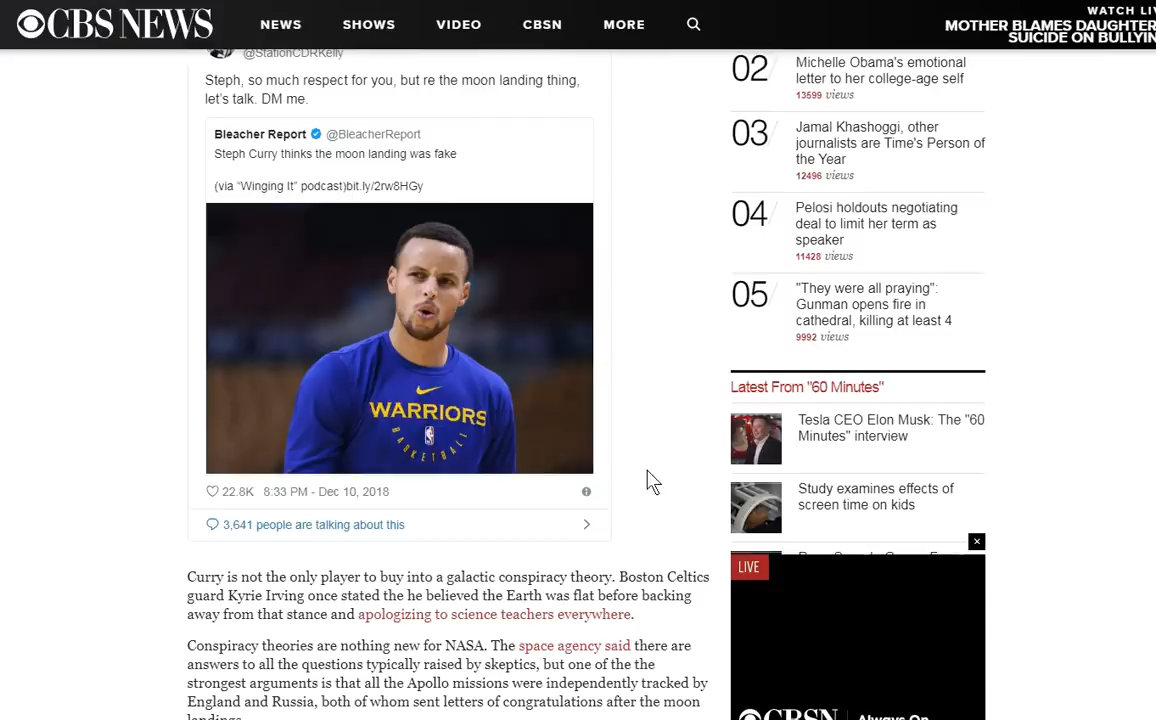 CBS NEWS
NEWS SHOWS VIDEO CBSN MORE
WATCH LIV
MOTHER BLAMES DAUGHTER
SUICIDE ON BULLYIN
@StationCDRKelly
Steph, so much respect for you, but re the moon landing thing,
let's talk. DM me.
Bleacher Report @BleacherReport
Steph Curry thinks the moon landing was fake
(via “Winging It” podcast)bit.ly/2rw8HGy
WARRIORS
BASKETBALL
22.8K 8:33 PM - Dec 10, 2018
3,641 people are talking about this
Curry is not the only player to buy into a galactic conspiracy theory. Boston Celtics
guard Kyrie Irving once stated the he believed the Earth was flat before backing
away from that stance and apologizing to science teachers everywhere.
Conspiracy theories are nothing new for NASA. The space agency said there are
answers to all the questions typically raised by skeptics, but one of the the
strongest arguments is that all the Apollo missions were independently tracked by
England and Russia, both of whom sent letters of congratulations after the moon
landings.
02
Michelle Obama's emotional
letter to her college-age self
13599 views
03
Jamal Khashoggi, other
journalists are Time's Person of
the Year
12496 views
04
Pelosi holdouts negotiating
deal to limit her term as
speaker
11428 views
05
"They were all praying":
Gunman opens fire in
cathedral, killing at least 4
9992 views
Latest From "60 Minutes"
Tesla CEO Elon Musk: The "60
Minutes" interview
Study examines effects of
screen time on kids
LIVE
CBSN Always On